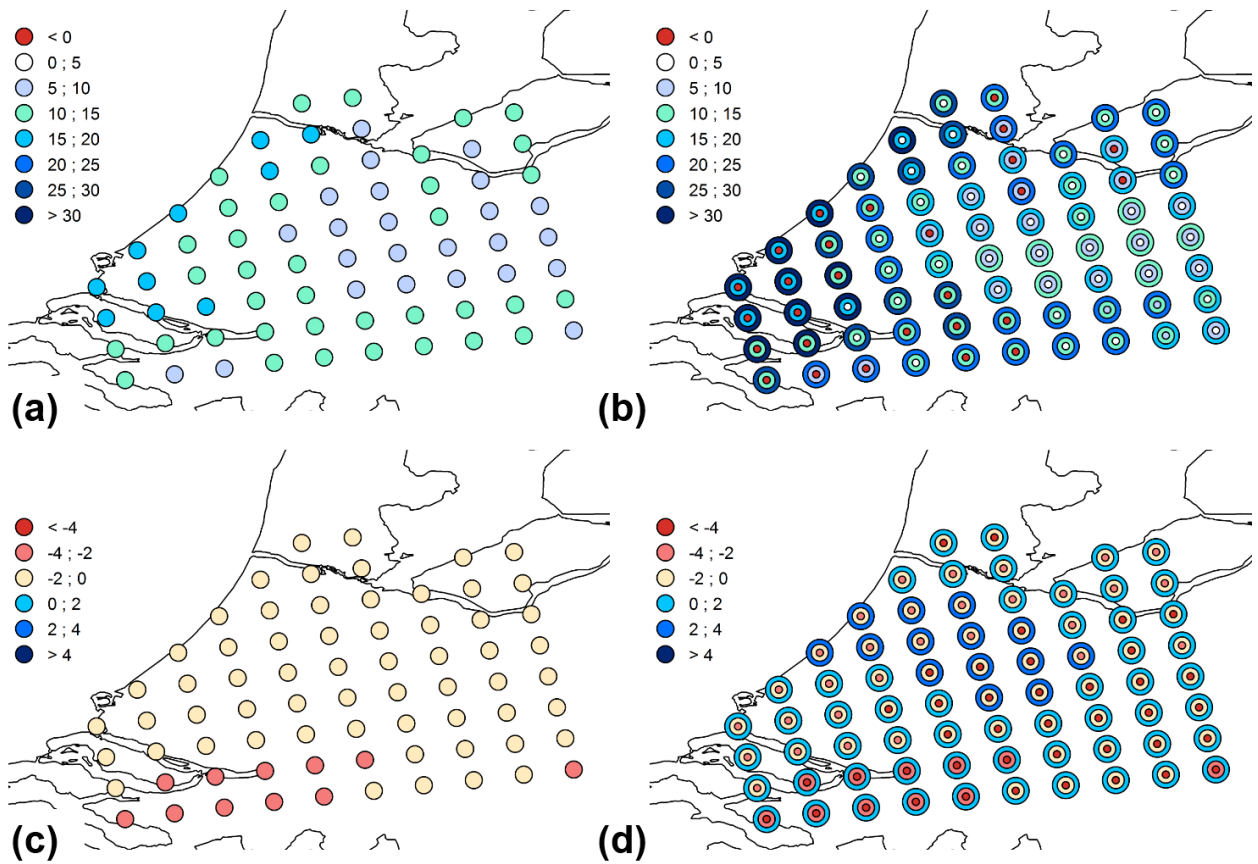 < 0
0 ; 5
5 ; 10
10 ; 15
15 ; 20
20 ; 25
25 ; 30
> 30
(a)
< 0
0 ; 5
5 ; 10
10 ; 15
15 ; 20
20 ; 25
25 ; 30
> 30
(b)
< -4
-4 ; -2
-2 ; 0
0 ; 2
2 ; 4
> 4
(c)
< -4
-4 ; -2
-2 ; 0
0 ; 2
2 ; 4
> 4
(d)